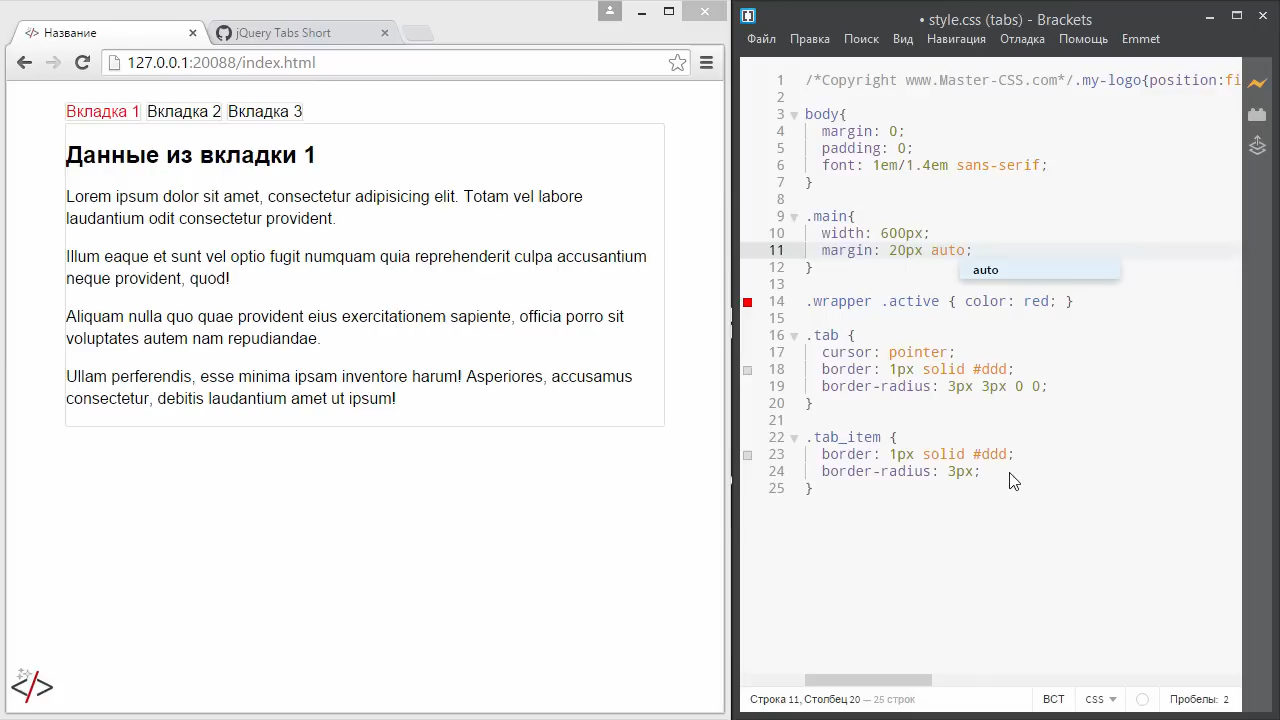 Название
jQuery Tabs Short
127.0.0.1:20088/index.html
Вкладка 1 Вкладка 2 Вкладка 3
Данные из вкладки 1
Lorem ipsum dolor sit amet, consectetur adipisicing elit. Totam vel labore
laudantium odit consectetur provident.
Illum eaque et sunt vel optio fugit numquam quia reprehenderit culpa accusantium
neque provident, quod!
Aliquam nulla quo quae provident eius exercitationem sapiente, officia porro sit
voluptates autem nam repudiandae.
Ullam perferendis, esse minima ipsam inventore harum! Asperiores, accusamus
consectetur, debitis laudantium amet ut ipsum!
• style.css (tabs) - Brackets
Файл Правка Поиск Вид Навигация Отладка Помощь Emmet
1 /*Copyright www.Master-CSS.com*/.my-logo{position:fi
2
3 body{
4 margin: 0;
5 padding: 0;
6 font: 1em/1.4em sans-serif;
7 }
8
9 .main{
10 width: 600px;
11 margin: 20px auto;
auto
12 }
13
14 .wrapper .active { color: red; }
15
16 .tab {
17 cursor: pointer;
18 border: 1px solid #ddd;
19 border-radius: 3px 3px 0 0;
20 }
21
22 .tab_item {
23 border: 1px solid #ddd;
24 border-radius: 3px;
25 }
Строка 11, Столбец 20 — 25 строк
ВСТ CSS Пробелы: 2